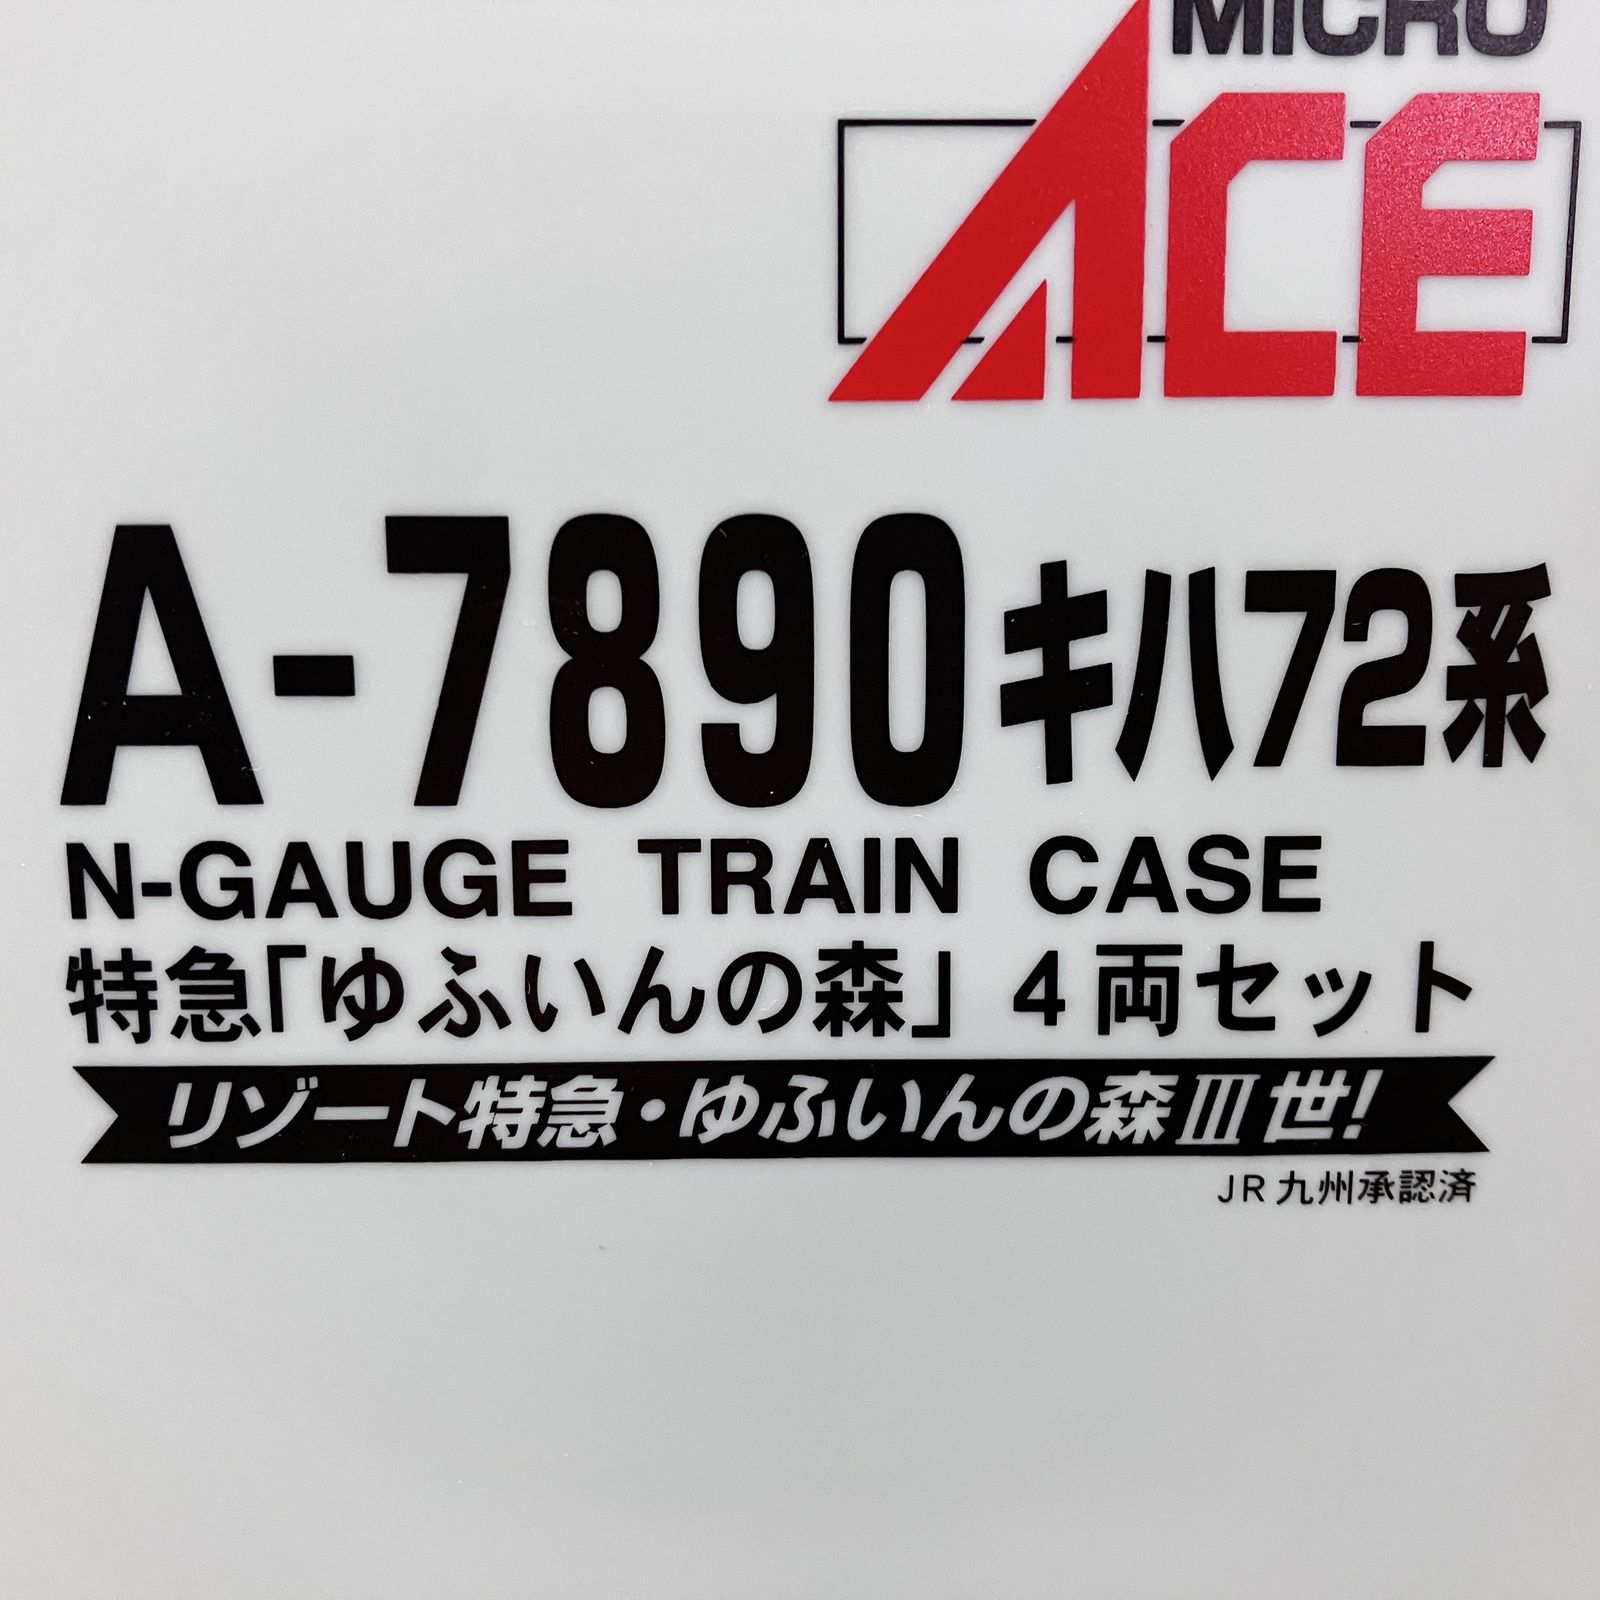 MICRO
ACE
A-7890キハ72系
N-GAUGE TRAIN CASE
特急「ゆふいんの森」4両セット
リゾート特急・ゆふいんの森Ⅲ世!
JR九州承認済